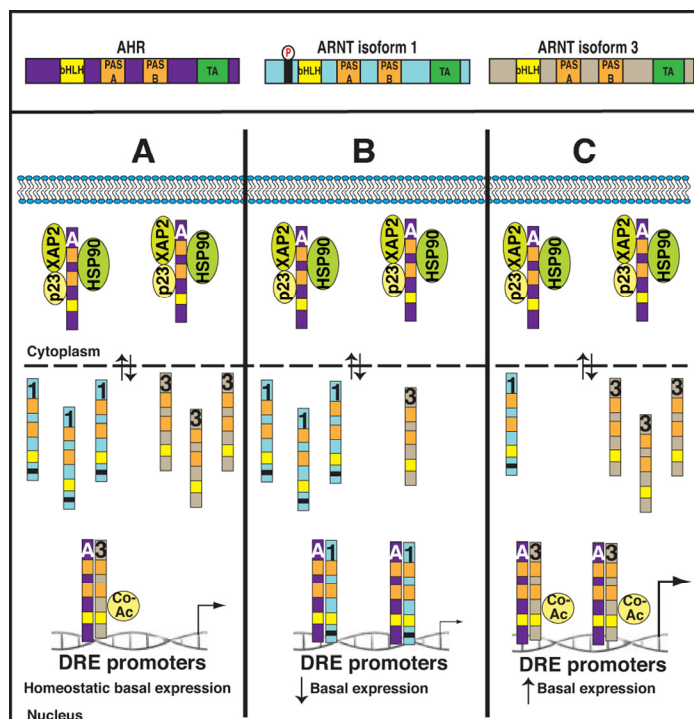 AHR
ARNT isoform 1
ARNT isoform 3
bHLH
PAS A
PAS B
TA
P
bHLH
PAS A
PAS B
TA
bHLH
PAS A
PAS B
TA
A
B
C
XAP2
p23
A
HSP90
XAP2
p23
A
HSP90
XAP2
p23
A
HSP90
XAP2
p23
A
HSP90
XAP2
p23
A
HSP90
XAP2
p23
A
HSP90
Cytoplasm
1
1
1
3
3
3
1
1
1
3
1
3
3
3
A
3
Co-
Ac
A
1
A
1
A
3
Co-
Ac
A
3
Co-
Ac
DRE promoters
DRE promoters
DRE promoters
Homeostatic basal expression
Basal expression
Basal expression
Nucleus